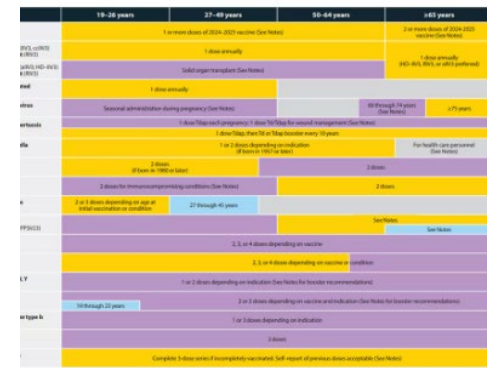 19–26 years
27–49 years
50–64 years
≥65 years
1 or more doses of 2024–2025 vaccine (See Notes)
2 or more doses of 2024–2025
vaccine (See Notes)
1 dose annually
1 dose annually
(HD-IIV3, RIV3, or aIIV3 preferred)
Solid organ transplant (See Notes)
1 dose annually
Seasonal administration during pregnancy (See Notes)
60 through 74 years
(See Notes)
≥75 years
1 dose Tdap each pregnancy; 1 dose Td/Tdap for wound management (See Notes)
1 dose Tdap, then Td or Tdap booster every 10 years
1 or 2 doses depending on indication
(if born in 1957 or later)
For health care personnel
(See Notes)
2 doses
(if born in 1980 or later)
2 doses
2 doses for immunocompromising conditions (See Notes)
2 doses
2 or 3 doses depending on age at
initial vaccination or condition
27 through 45 years
See Notes
See Notes
2, 3, or 4 doses depending on vaccine
2, 3, or 4 doses depending on vaccine or condition
1 or 2 doses depending on indication (See Notes for booster recommendations)
2 or 3 doses depending on vaccine and indication (See Notes for booster recommendations)
19 through 23 years
1 or 3 doses depending on indication
2 doses
Complete 3-dose series if incompletely vaccinated. Self-report of previous doses acceptable (See Notes)